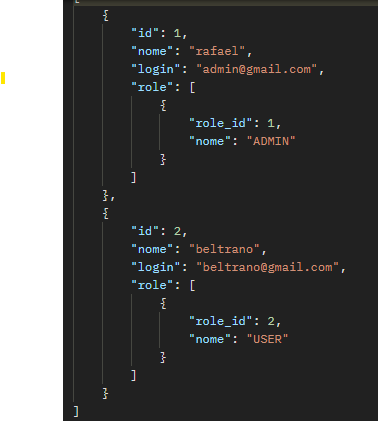 {
"id": 1,
"nome": "rafael",
"login": "admin@gmail.com",
"role": [
{
"role_id": 1,
"nome": "ADMIN"
}
]
},
{
"id": 2,
"nome": "beltrano",
"login": "beltrano@gmail.com",
"role": [
{
"role_id": 2,
"nome": "USER"
}
]
}
]